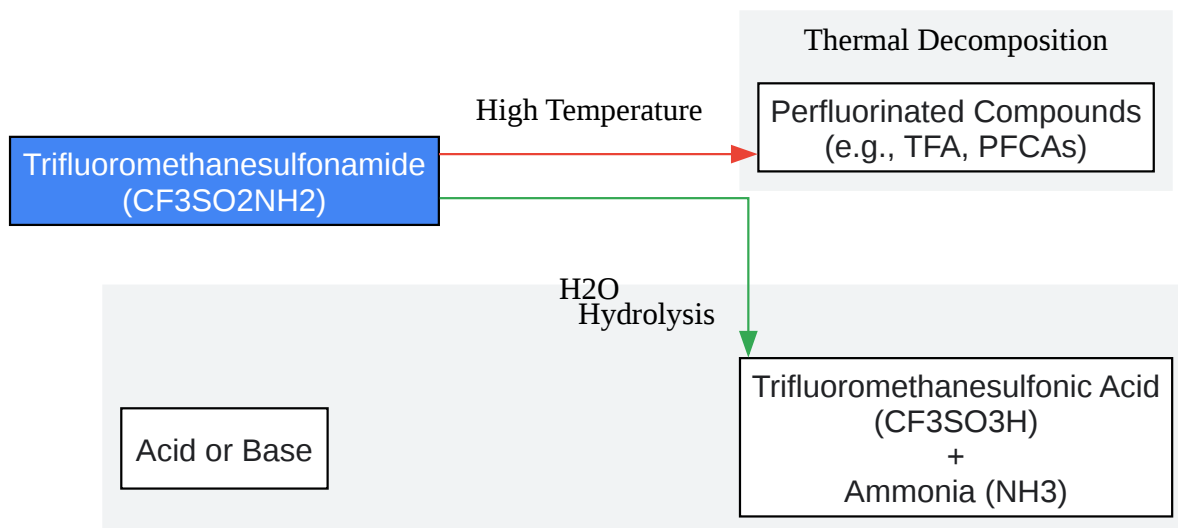 Thermal Decomposition
High Temperature
Perfluorinated Compounds
(e.g., TFA, PFCAs)
Trifluoromethanesulfonamide
(CF3SO2NH2)
H2O
Hydrolysis
Trifluoromethanesulfonic Acid
(CF3SO3H)
+
Ammonia (NH3)
Acid or Base